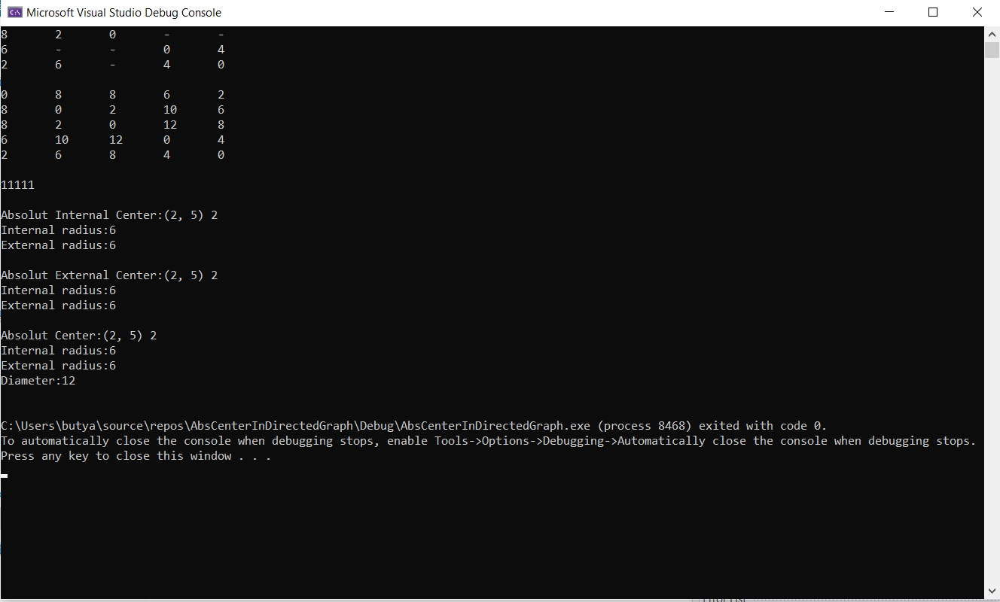 Microsoft Visual Studio Debug Console
8 2 0 - -
6 - - 0 4
2 6 - 4 0
0 8 8 6 2
8 0 2 10 6
8 2 0 12 8
6 10 12 0 4
2 6 8 4 0
11111
Absolut Internal Center:(2, 5) 2
Internal radius:6
External radius:6
Absolut External Center:(2, 5) 2
Internal radius:6
External radius:6
Absolut Center:(2, 5) 2
Internal radius:6
External radius:6
Diameter:12
C:\Users\butya\source\repos\AbsCenterInDirectedGraph\Debug\AbsCenterInDirectedGraph.exe (process 8468) exited with code 0.
To automatically close the console when debugging stops, enable Tools->Options->Debugging->Automatically close the console when debugging stops.
Press any key to close this window . . .